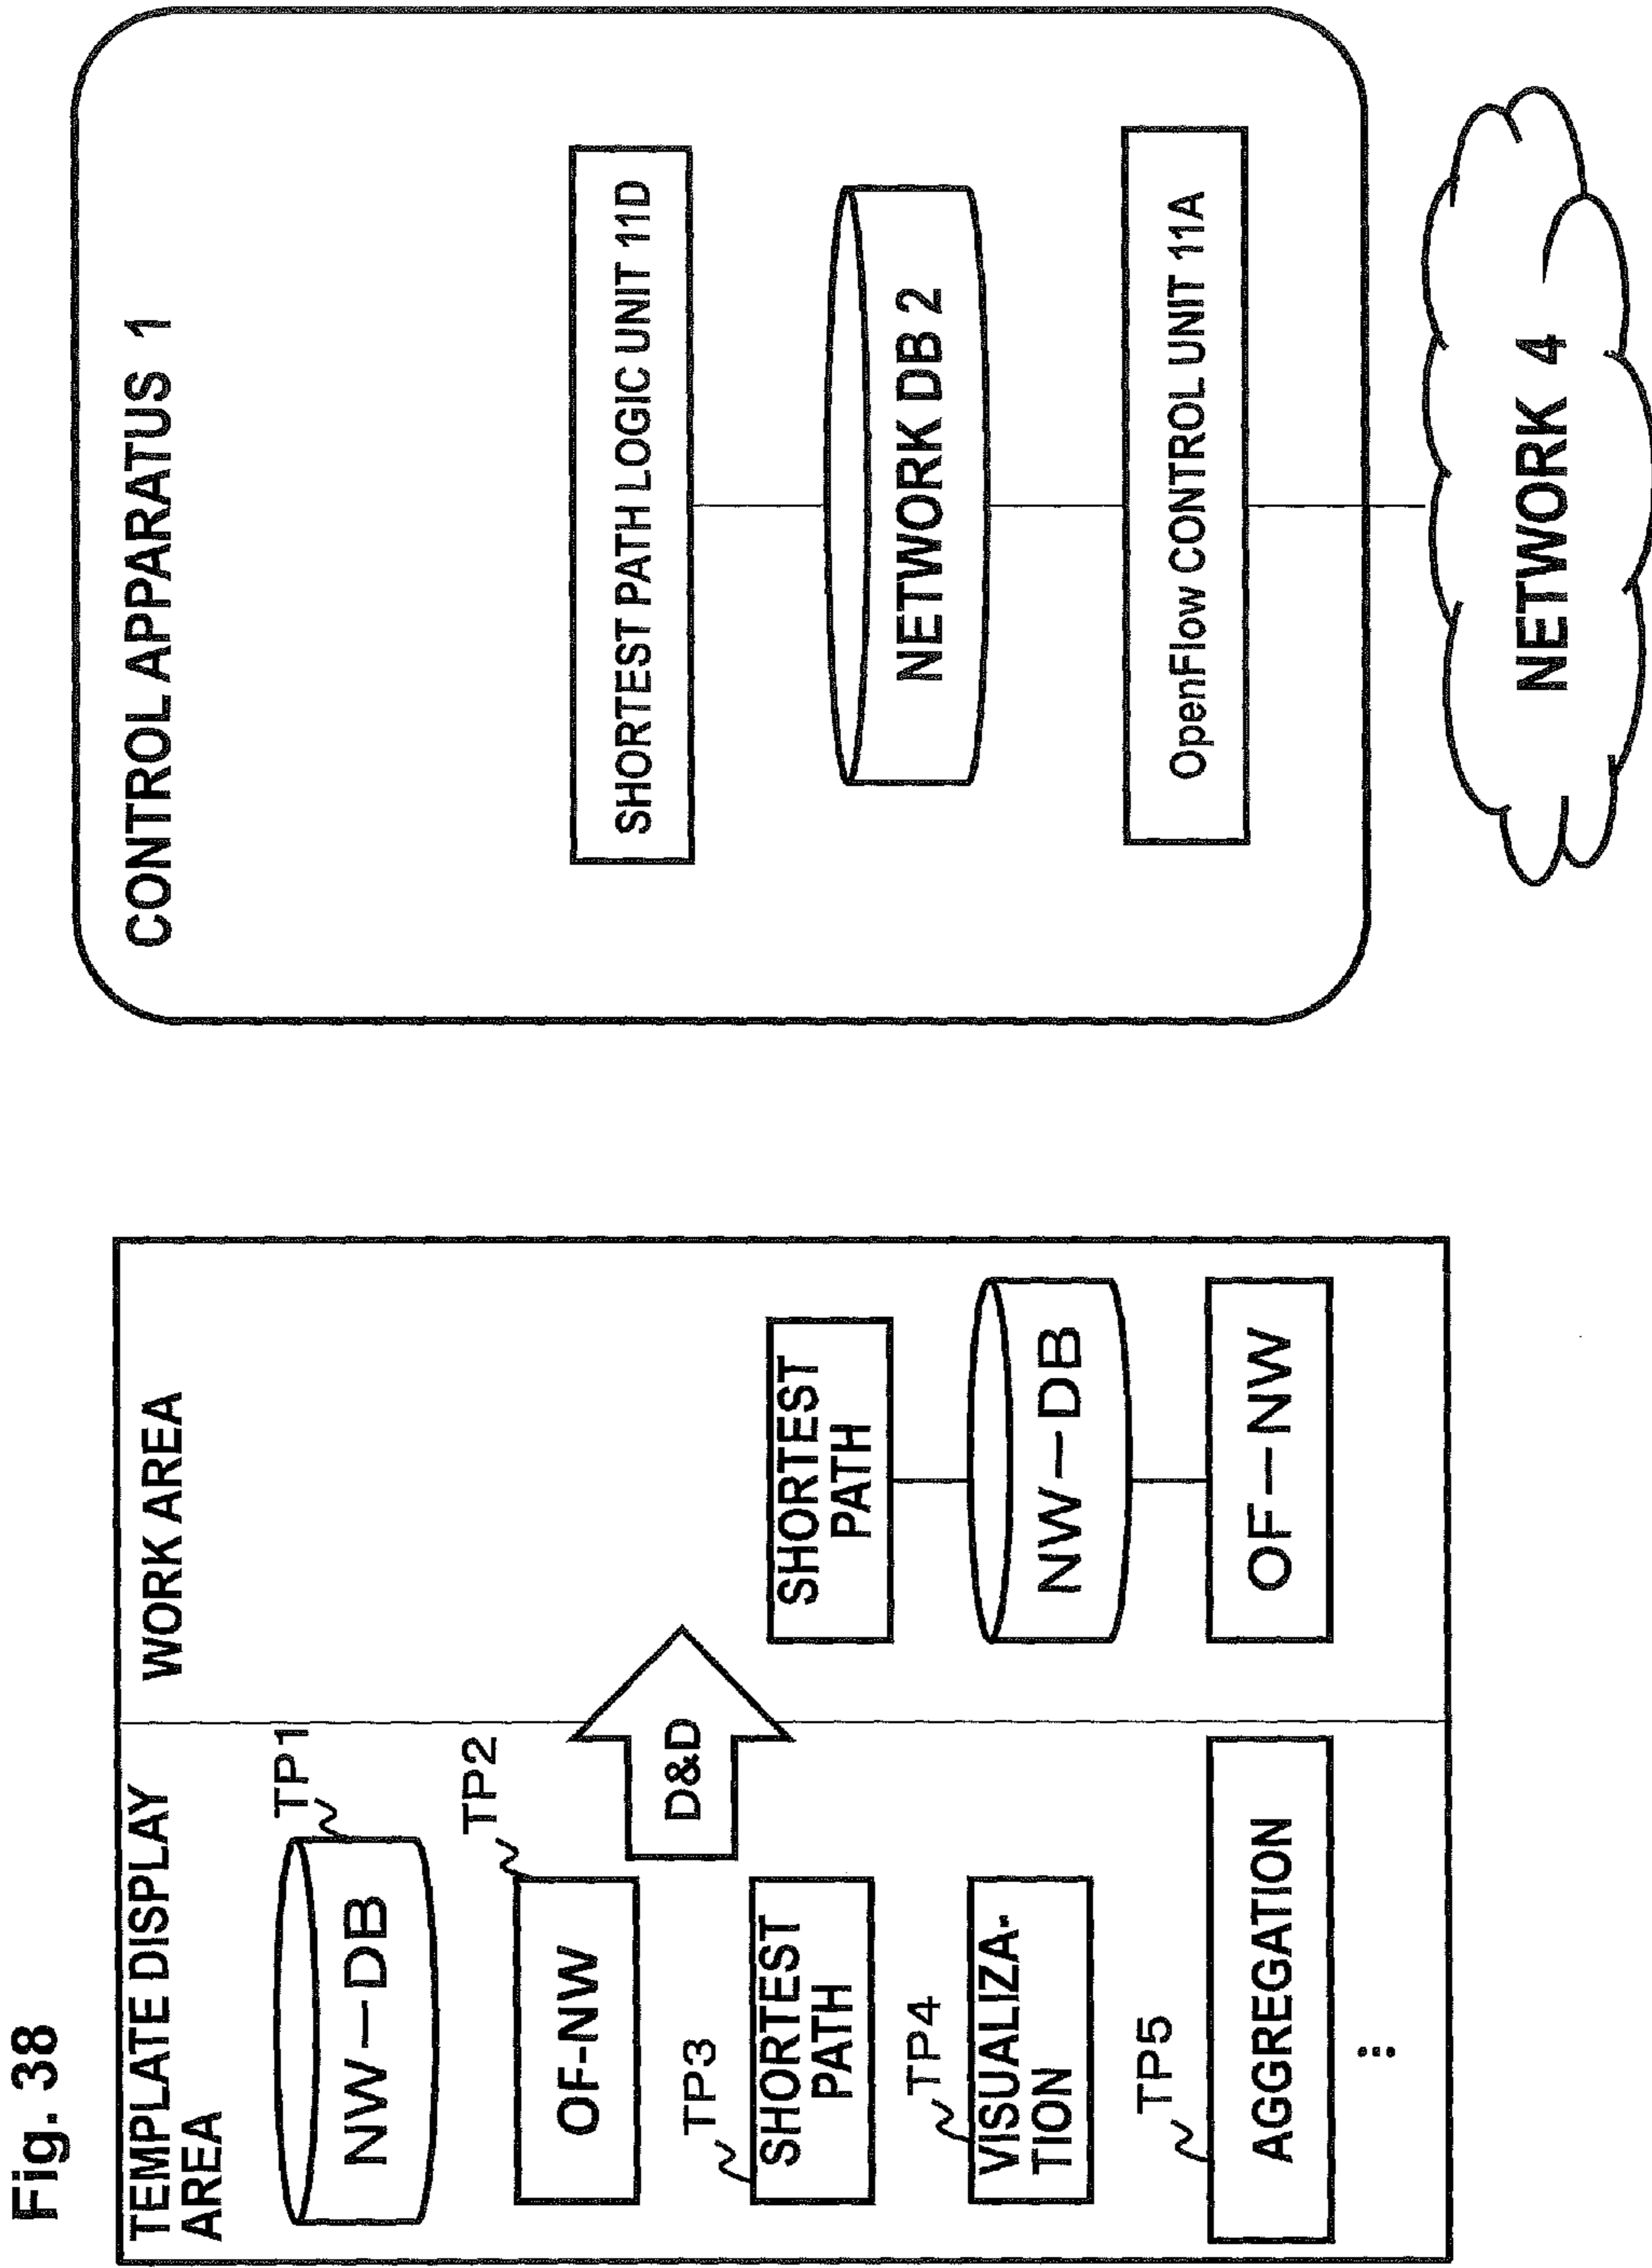 Fig. 38
TEMPLATE DISPLAY
AREA
WORK AREA
NW—DB
TP1
OF-NW
TP2
D&D
SHORTEST
PATH
TP3
VISUALIZA-
TION
TP4
AGGREGATION
TP5
⋮
SHORTEST
PATH
NW—DB
OF—NW
CONTROL APPARATUS 1
SHORTEST PATH LOGIC UNIT 11D
NETWORK DB 2
OpenFlow CONTROL UNIT 11A
NETWORK 4